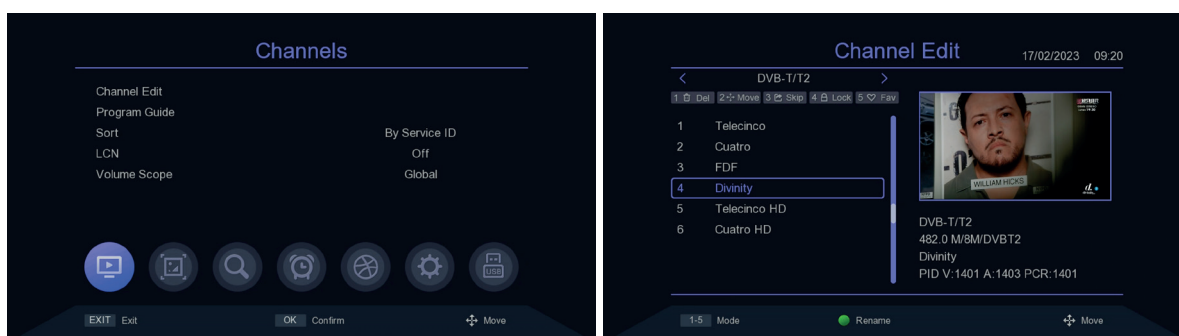 Channels
Channel Edit
Program Guide
Sort By Service ID
LCN Off
Volume Scope Global
USB
EXIT Exit OK Confirm Move
Channel Edit 17/02/2023 09:20
DVB-T/T2
1 Del 2 Move 3 Skip 4 Lock 5 Fav
1 Telecinco
2 Cuatro
3 FDF
4 Divinity
5 Telecinco HD
6 Cuatro HD
WILLIAM HICKS
DVB-T/T2
482.0 M/8M/DVBT2
Divinity
PID V:1401 A:1403 PCR:1401
1-5 Mode Rename Move